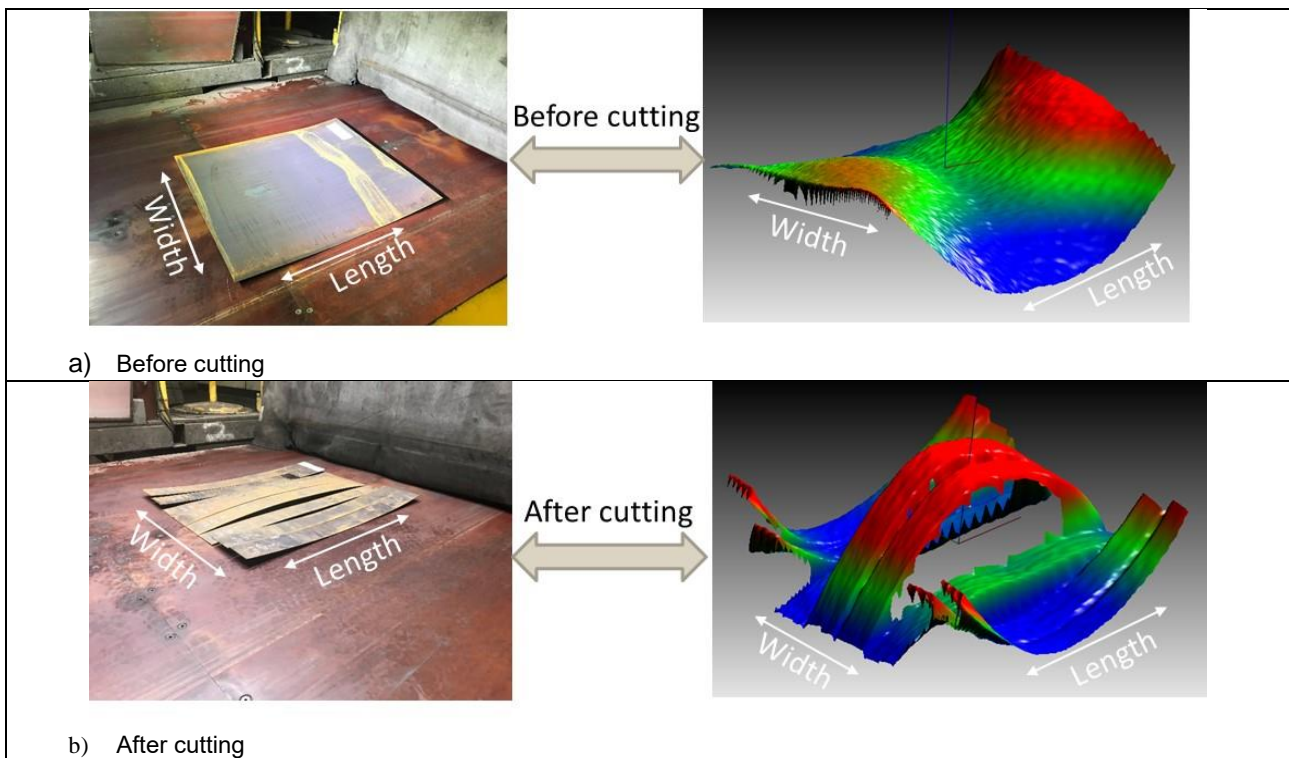 Before cutting
Width
Length
Width
Length
a) Before cutting
After cutting
Width
Length
Width
Length
b) After cutting